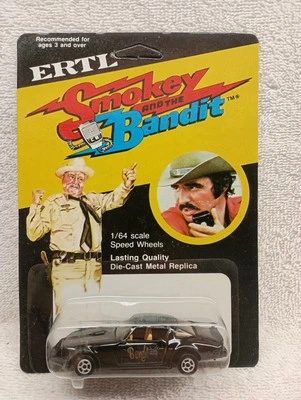 Recommended for
ages 3 and over
ERTL
Smokey
AND THE
Bandit
TM
1/64 scale
Speed Wheels
Lasting Quality
Die-Cast Metal Replica
Bandit